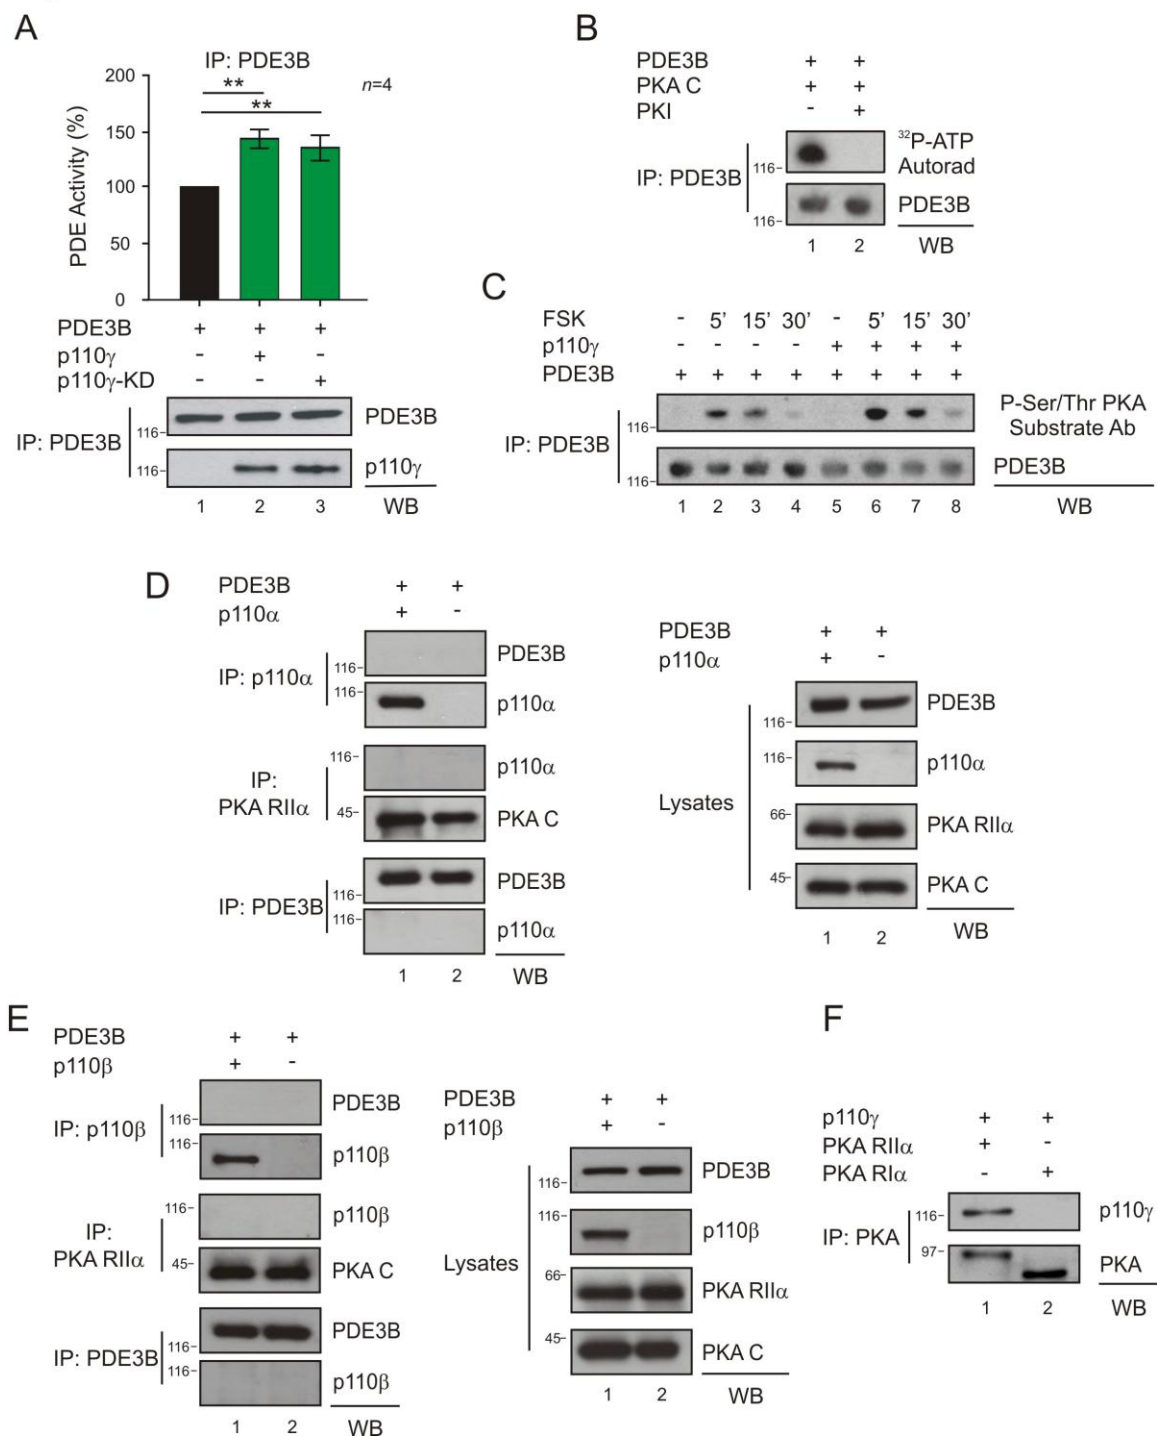 A
IP: PDE3B
n=4
**
**
PDE Activity (%)
200
150
100
50
0
PDE3B + + +
p110γ - + -
p110γ-KD - - +
IP: PDE3B
116– PDE3B
116– p110γ
1 2 3 WB
B
PDE3B + +
PKA C + +
PKI - +
IP: PDE3B
116– ³²P-ATP
Autorad
116– PDE3B
1 2 WB
C
FSK - 5' 15' 30' - 5' 15' 30'
p110γ - - - - + + + +
PDE3B + + + + + + + +
IP: PDE3B
116– P-Ser/Thr PKA
Substrate Ab
116– PDE3B
1 2 3 4 5 6 7 8 WB
D
PDE3B + +
p110α + -
IP: p110α
116– PDE3B
116– p110α
IP:
PKA RIIα
116– p110α
45– PKA C
IP: PDE3B
116– PDE3B
116– p110α
1 2 WB
PDE3B + +
p110α + -
Lysates
116– PDE3B
116– p110α
66– PKA RIIα
45– PKA C
1 2 WB
E
PDE3B + +
p110β + -
IP: p110β
116– PDE3B
116– p110β
IP:
PKA RIIα
116– p110β
45– PKA C
IP: PDE3B
116– PDE3B
116– p110β
1 2 WB
PDE3B + +
p110β + -
Lysates
116– PDE3B
116– p110β
66– PKA RIIα
45– PKA C
1 2 WB
F
p110γ + +
PKA RIIα + -
PKA RIα - +
IP: PKA
116– p110γ
97– PKA
1 2 WB